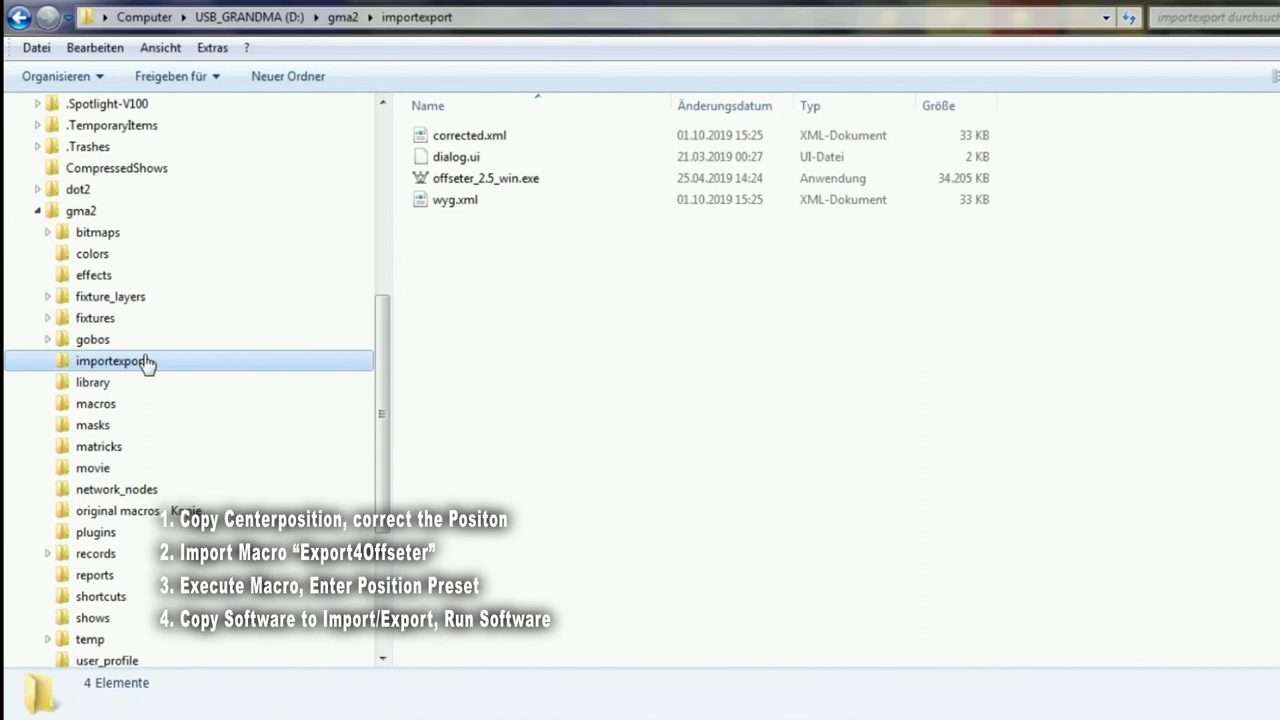 Computer ▸ USB_GRANDMA (D:) ▸ gma2 ▸ importexport
importexport durchsuc
Datei Bearbeiten Ansicht Extras ?
Organisieren Freigeben für Neuer Ordner
Name Änderungsdatum Typ Größe
corrected.xml 01.10.2019 15:25 XML-Dokument 33 KB
dialog.ui 21.03.2019 00:27 UI-Datei 2 KB
offseter_2.5_win.exe 25.04.2019 14:24 Anwendung 34.205 KB
wyg.xml 01.10.2019 15:25 XML-Dokument 33 KB
.Spotlight-V100
.TemporaryItems
.Trashes
CompressedShows
dot2
gma2
bitmaps
colors
effects
fixture_layers
fixtures
gobos
importexport
library
macros
masks
matricks
movie
network_nodes
original macros - Kopie
plugins
records
reports
shortcuts
shows
temp
user_profile
1. Copy Centerposition, correct the Positon
2. Import Macro “Export4Offseter”
3. Execute Macro, Enter Position Preset
4. Copy Software to Import/Export, Run Software
4 Elemente